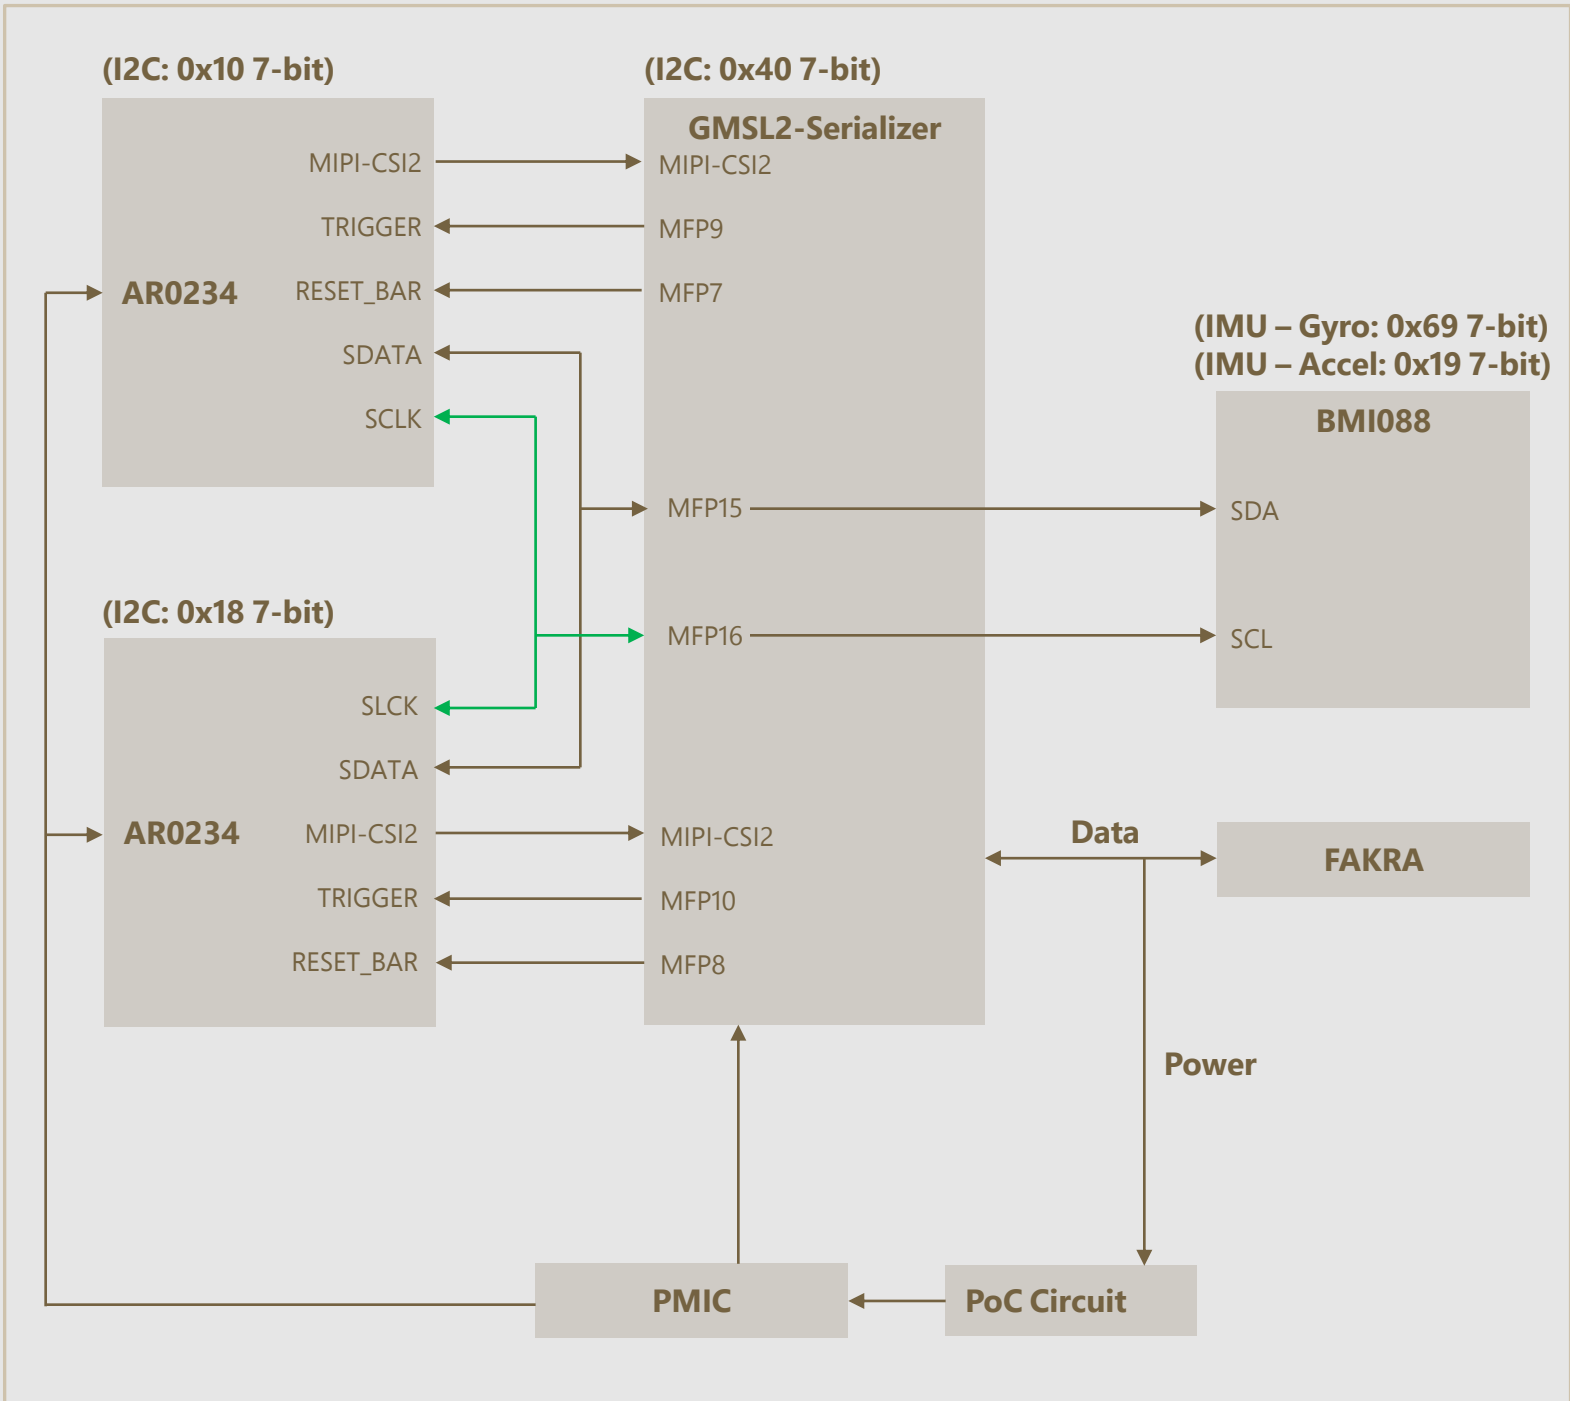 (I2C: 0x10 7-bit)
AR0234
MIPI-CSI2
TRIGGER
RESET_BAR
SDATA
SCLK
(I2C: 0x18 7-bit)
AR0234
SLCK
SDATA
MIPI-CSI2
TRIGGER
RESET_BAR
(I2C: 0x40 7-bit)
GMSL2-Serializer
MIPI-CSI2
MFP9
MFP7
MFP15
MFP16
MIPI-CSI2
MFP10
MFP8
(IMU – Gyro: 0x69 7-bit)
(IMU – Accel: 0x19 7-bit)
BMI088
SDA
SCL
Data
FAKRA
Power
PMIC
PoC Circuit